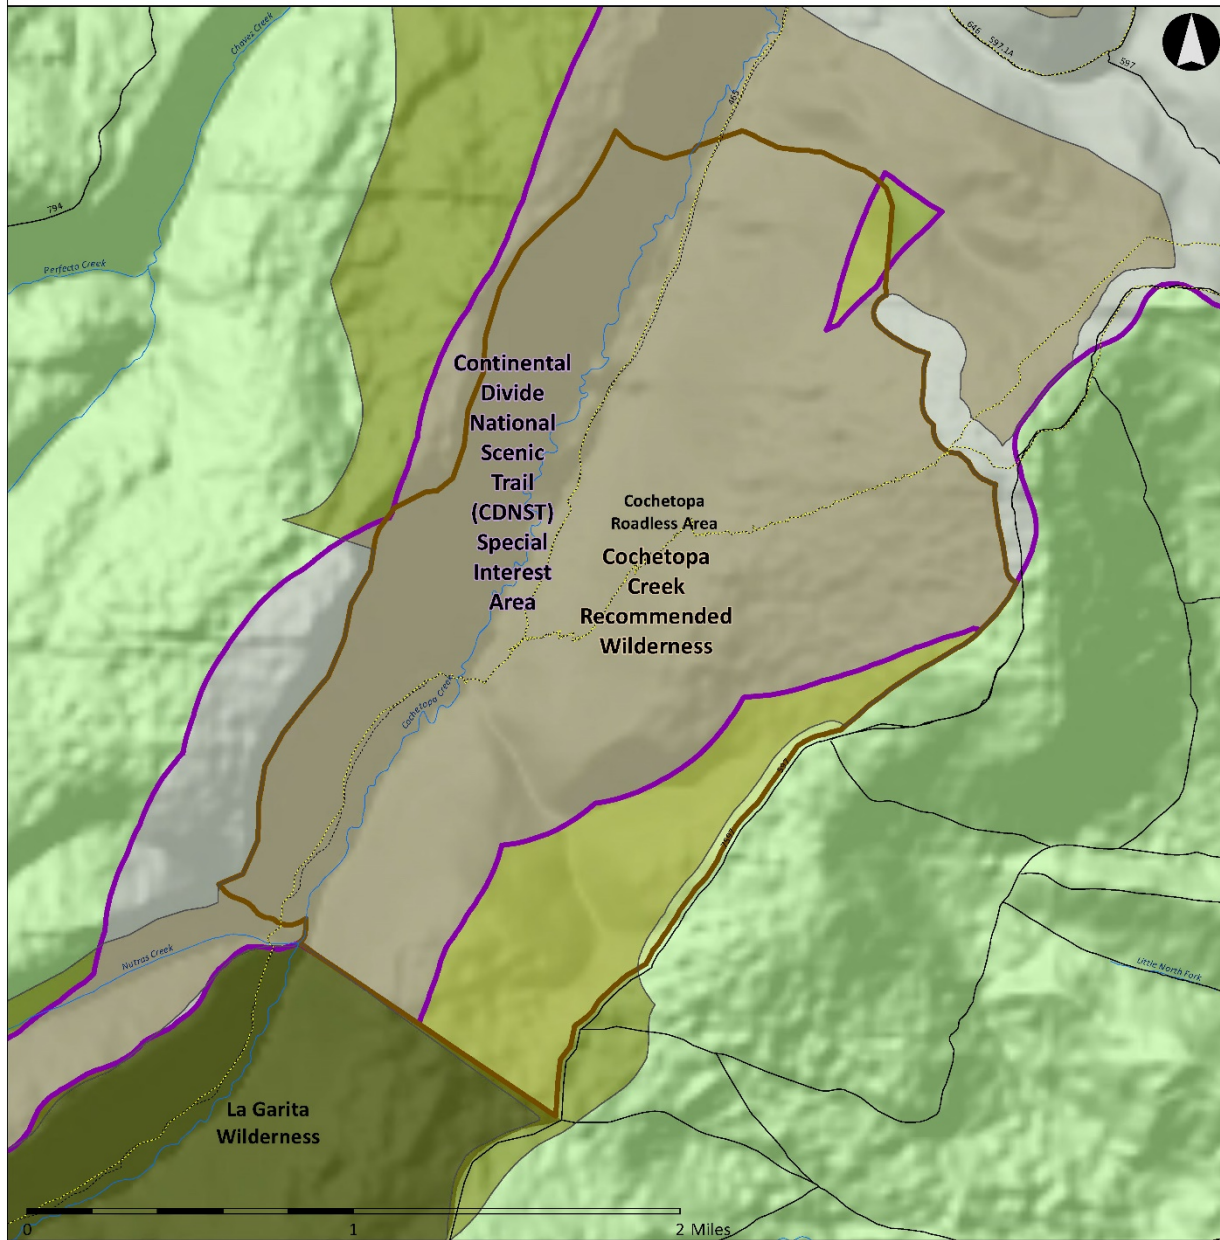 Chavez Creek
646
597.1A
597
465
794
Perfecto Creek
Continental
Divide
National
Scenic
Trail
(CDNST)
Special
Interest
Area
Cochetopa
Roadless Area
Cochetopa
Creek
Recommended
Wilderness
Cochetopa Creek
Nutras Creek
Little North Fork
La Garita
Wilderness
0
1
2 Miles